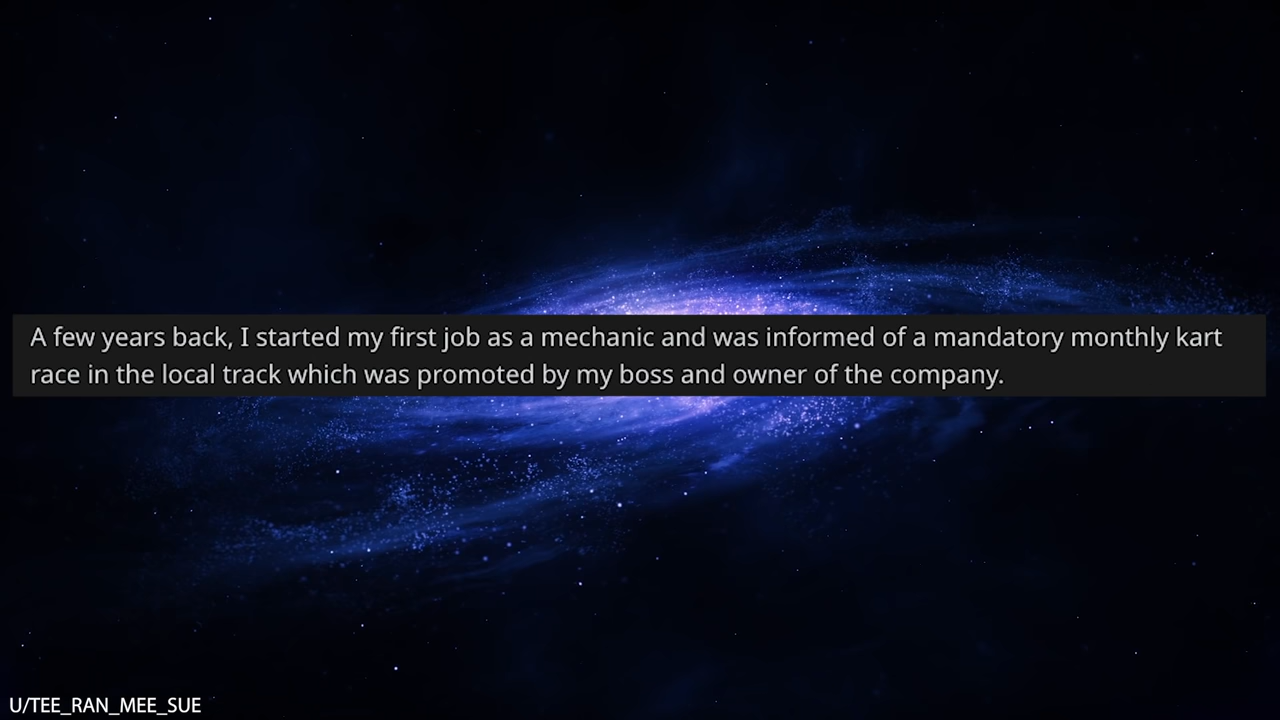 A few years back, I started my first job as a mechanic and was informed of a mandatory monthly kart
race in the local track which was promoted by my boss and owner of the company.
U/TEE_RAN_MEE_SUE